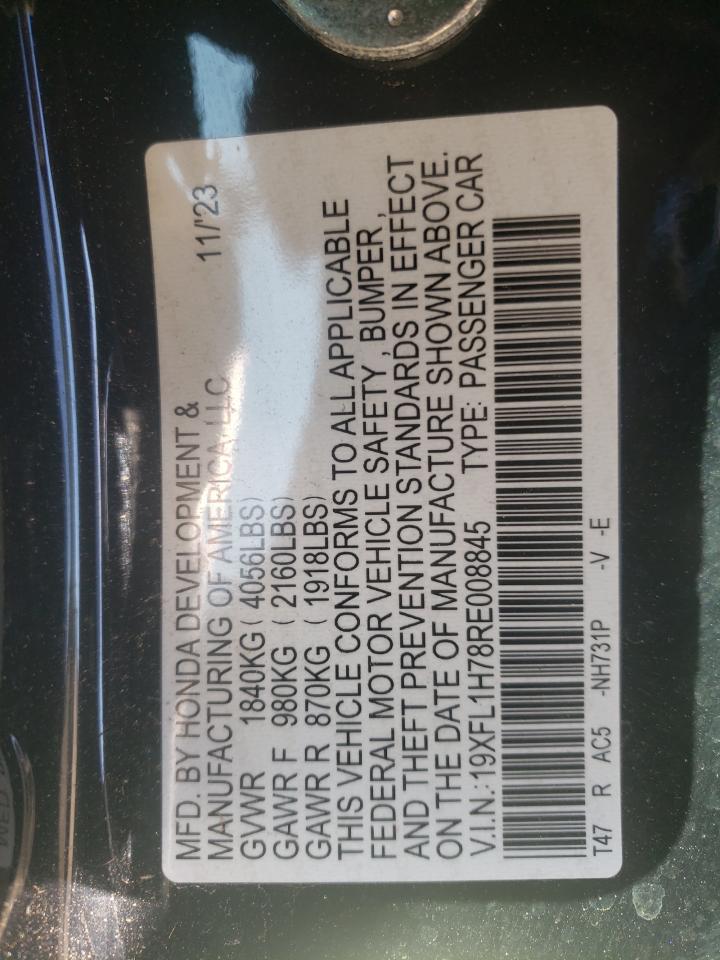 MFD. BY HONDA DEVELOPMENT &
MANUFACTURING OF AMERICA, LLC 11/'23
GVWR 1840KG ( 4056LBS)
GAWR F 980KG ( 2160LBS)
GAWR R 870KG ( 1918LBS)
THIS VEHICLE CONFORMS TO ALL APPLICABLE
FEDERAL MOTOR VEHICLE SAFETY , BUMPER,
AND THEFT PREVENTION STANDARDS IN EFFECT
ON THE DATE OF MANUFACTURE SHOWN ABOVE.
V.I.N.:19XFL1H78RE008845 TYPE: PASSENGER CAR
T47 R AC5 -NH731P -V -E